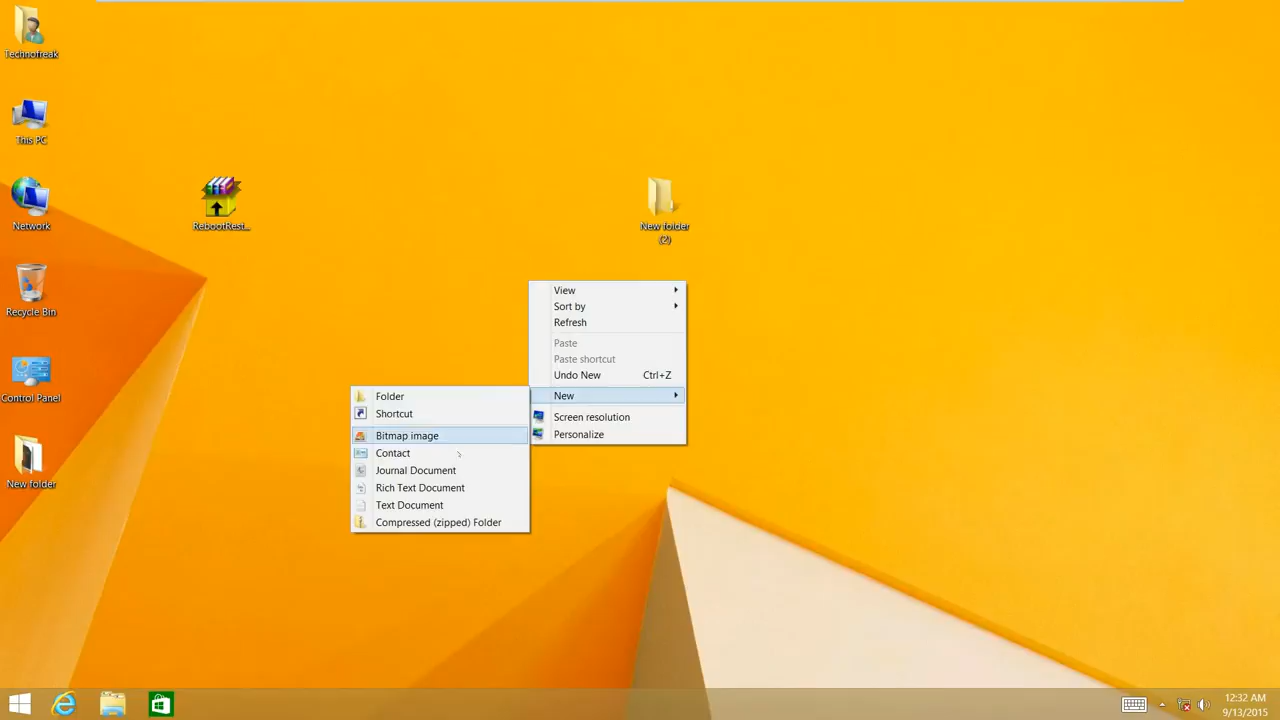 Technofreak
This PC
Network
Recycle Bin
Control Panel
New folder
RebootRest...
New folder
(2)
View
Sort by
Refresh
Paste
Paste shortcut
Undo New Ctrl+Z
New
Screen resolution
Personalize
Folder
Shortcut
Bitmap image
Contact
Journal Document
Rich Text Document
Text Document
Compressed (zipped) Folder
12:32 AM
9/13/2015